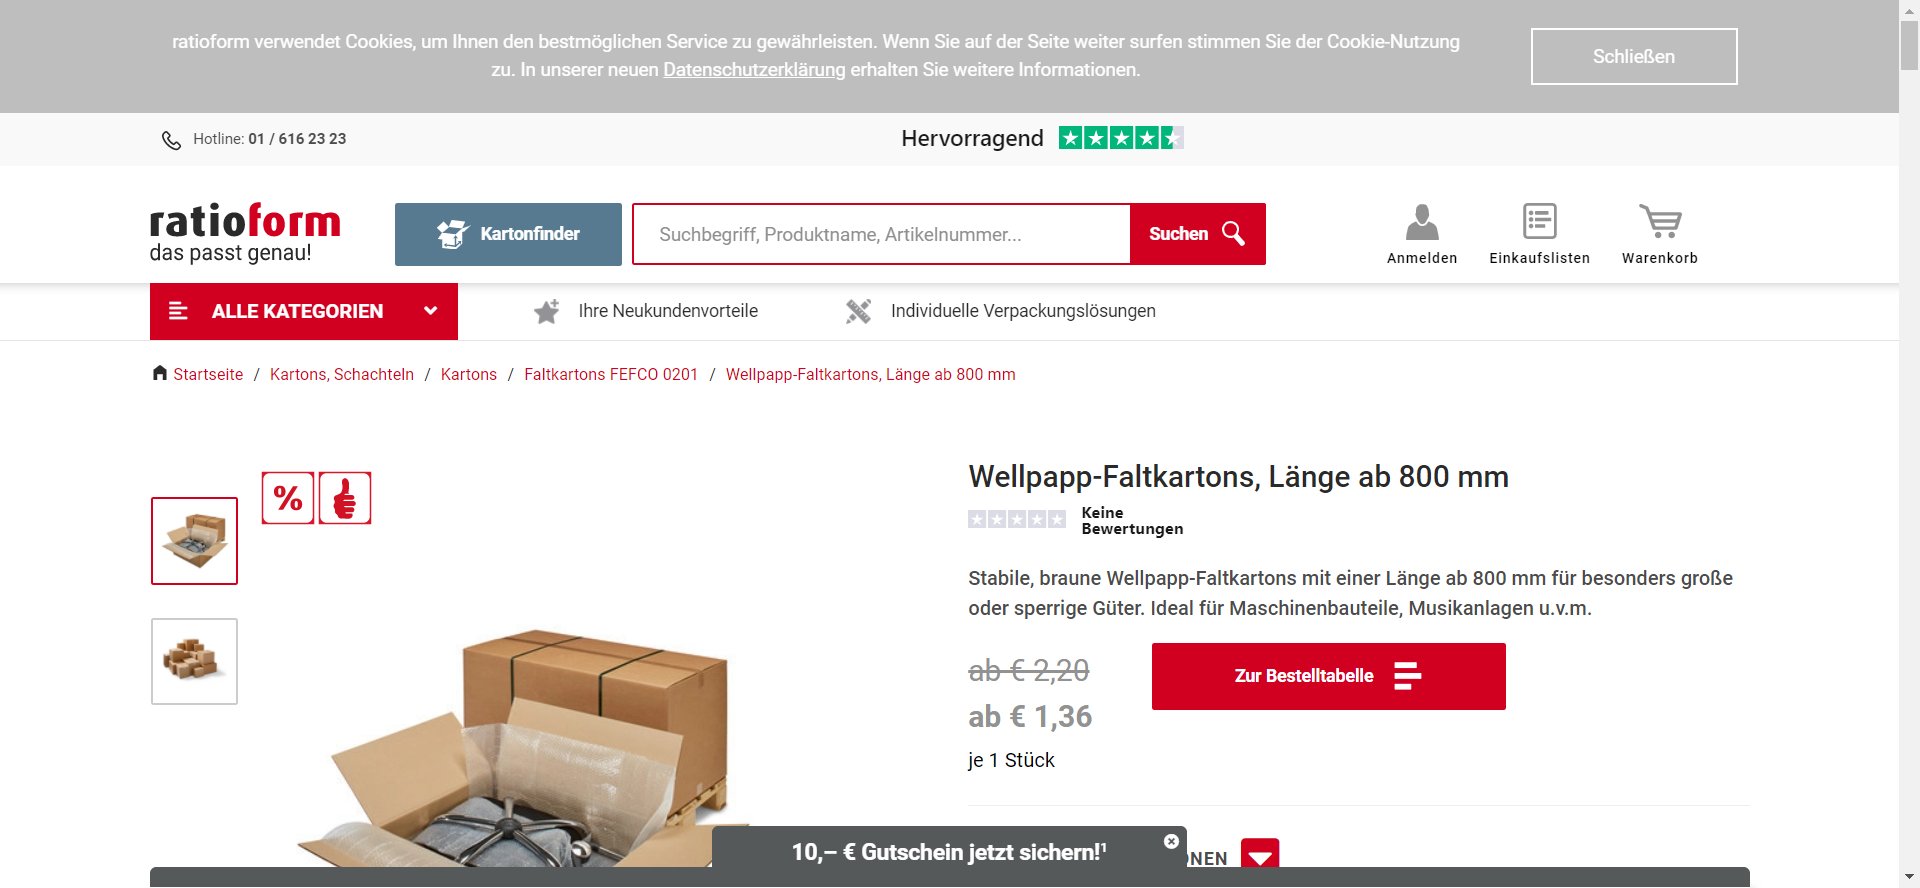 ratioform verwendet Cookies, um Ihnen den bestmöglichen Service zu gewährleisten. Wenn Sie auf der Seite weiter surfen stimmen Sie der Cookie-Nutzung
zu. In unserer neuen Datenschutzerklärung erhalten Sie weitere Informationen.
Schließen
Hotline: 01 / 616 23 23
Hervorragend
ratioform
das passt genau!
Kartonfinder
Suchbegriff, Produktname, Artikelnummer...
Suchen
Anmelden
Einkaufslisten
Warenkorb
ALLE KATEGORIEN
Ihre Neukundenvorteile
Individuelle Verpackungslösungen
Startseite / Kartons, Schachteln / Kartons / Faltkartons FEFCO 0201 / Wellpapp-Faltkartons, Länge ab 800 mm
%
Wellpapp-Faltkartons, Länge ab 800 mm
Keine
Bewertungen
Stabile, braune Wellpapp-Faltkartons mit einer Länge ab 800 mm für besonders große
oder sperrige Güter. Ideal für Maschinenbauteile, Musikanlagen u.v.m.
ab € 2,20
ab € 1,36
je 1 Stück
Zur Bestelltabelle
10,– € Gutschein jetzt sichern!¹